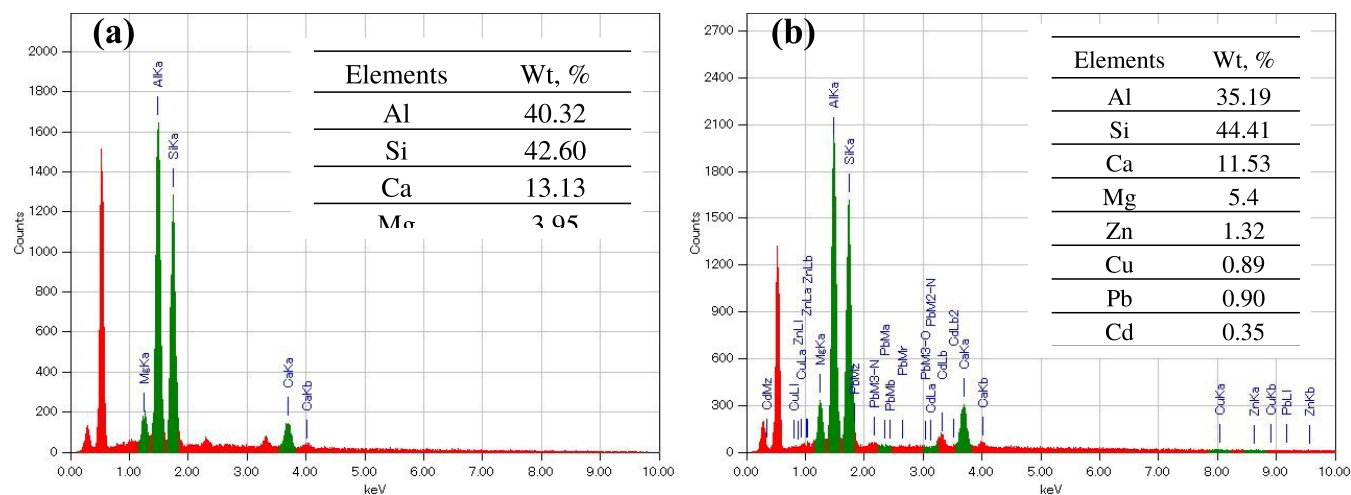 (a)
Elements Wt, %
Al 40.32
Si 42.60
Ca 13.13
Mg 3.95
Counts
2000
1800
1600
1400
1200
1000
800
600
400
200
0
MgKa
AlKa
SiKa
CaKa
CaKb
0.00 1.00 2.00 3.00 4.00 5.00 6.00 7.00 8.00 9.00 10.00
keV
(b)
Elements Wt, %
Al 35.19
Si 44.41
Ca 11.53
Mg 5.4
Zn 1.32
Cu 0.89
Pb 0.90
Cd 0.35
Counts
2700
2400
2100
1800
1500
1200
900
600
300
0
CdMz
CuLl
ZnLl
CuLa
ZnLa
ZnLb
MgKa
AlKa
SiKa
PbMz
PbM3-N
PbMa
PbMb
PbMr
PbM3-O
PbM2-N
CdLa
CdLb
CdLb2
CaKa
CaKb
CuKa
ZnKa
CuKb
PbLl
ZnKb
0.00 1.00 2.00 3.00 4.00 5.00 6.00 7.00 8.00 9.00 10.00
keV